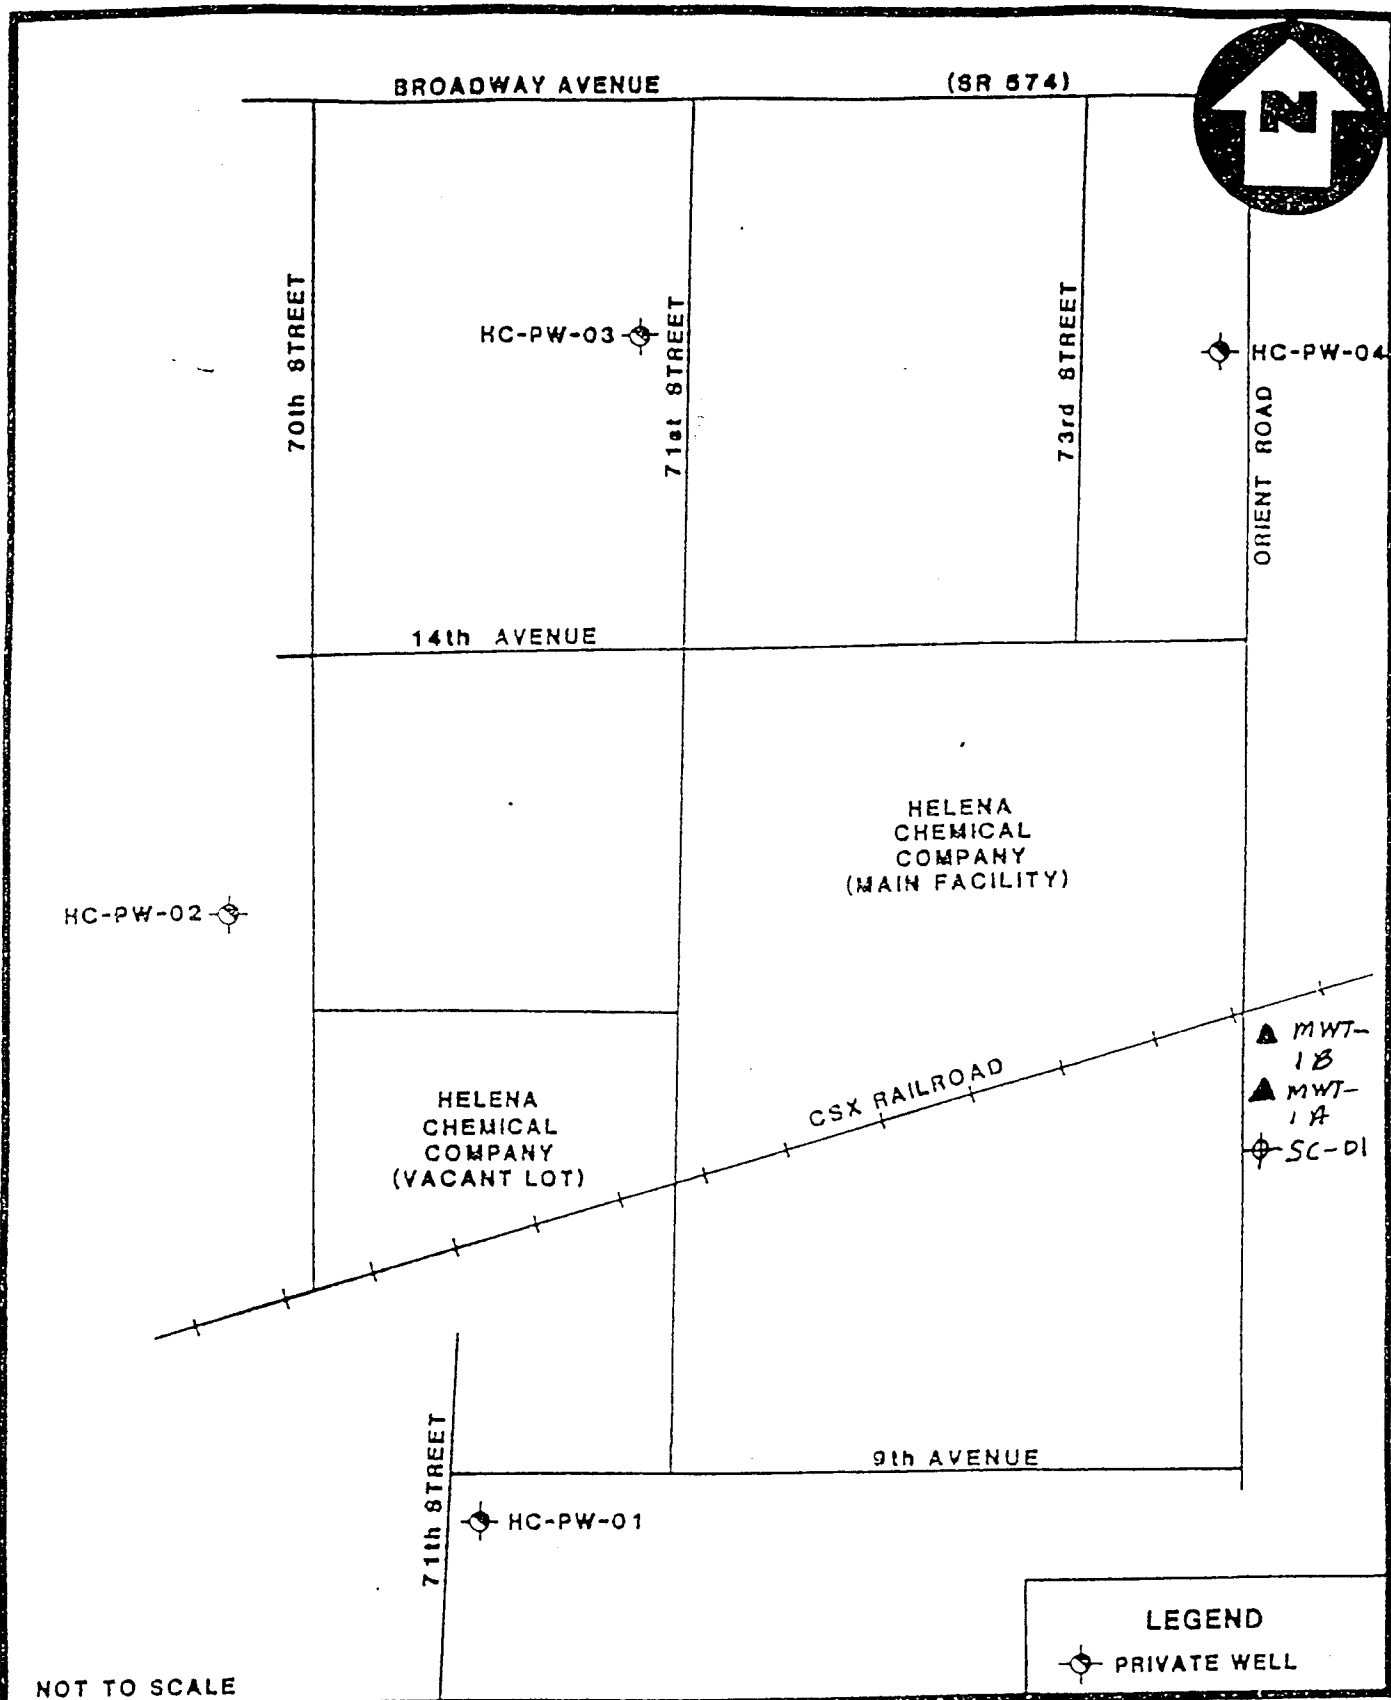 BROADWAY AVENUE (SR 574)
N
70th STREET
HC-PW-03
71st STREET
73rd STREET
HC-PW-04
ORIENT ROAD
14th AVENUE
HELENA
CHEMICAL
COMPANY
(MAIN FACILITY)
HC-PW-02
MWT-
1B
MWT-
1A
SC-01
CSX RAILROAD
HELENA
CHEMICAL
COMPANY
(VACANT LOT)
9th AVENUE
71th STREET
HC-PW-01
LEGEND
PRIVATE WELL
NOT TO SCALE